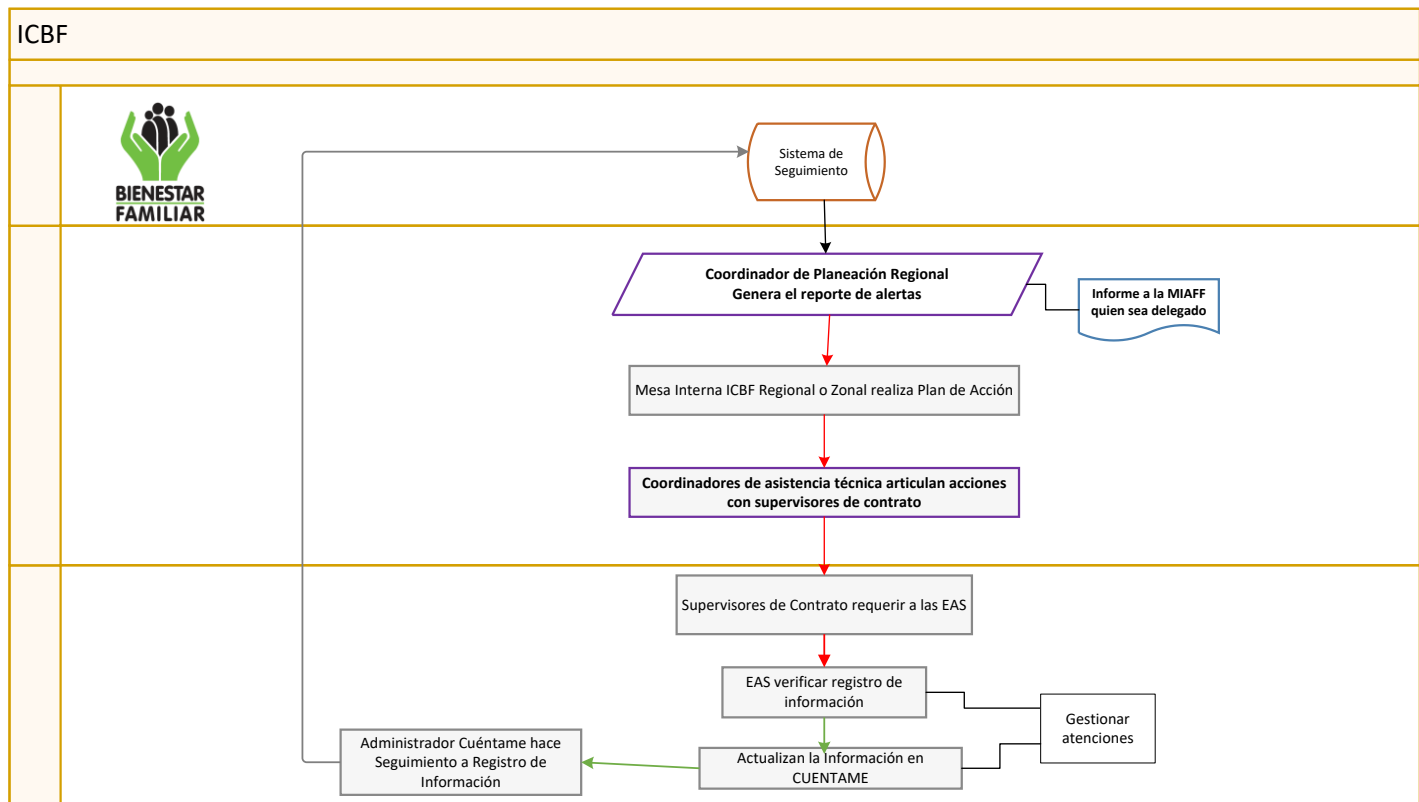 ICBF
BIENESTAR
FAMILIAR
Sistema de
Seguimiento
Coordinador de Planeación Regional
Genera el reporte de alertas
Informe a la MIAFF
quien sea delegado
Mesa Interna ICBF Regional o Zonal realiza Plan de Acción
Coordinadores de asistencia técnica articulan acciones
con supervisores de contrato
Supervisores de Contrato requerir a las EAS
EAS verificar registro de
información
Gestionar
atenciones
Actualizan la Información en
CUENTAME
Administrador Cuéntame hace
Seguimiento a Registro de
Información